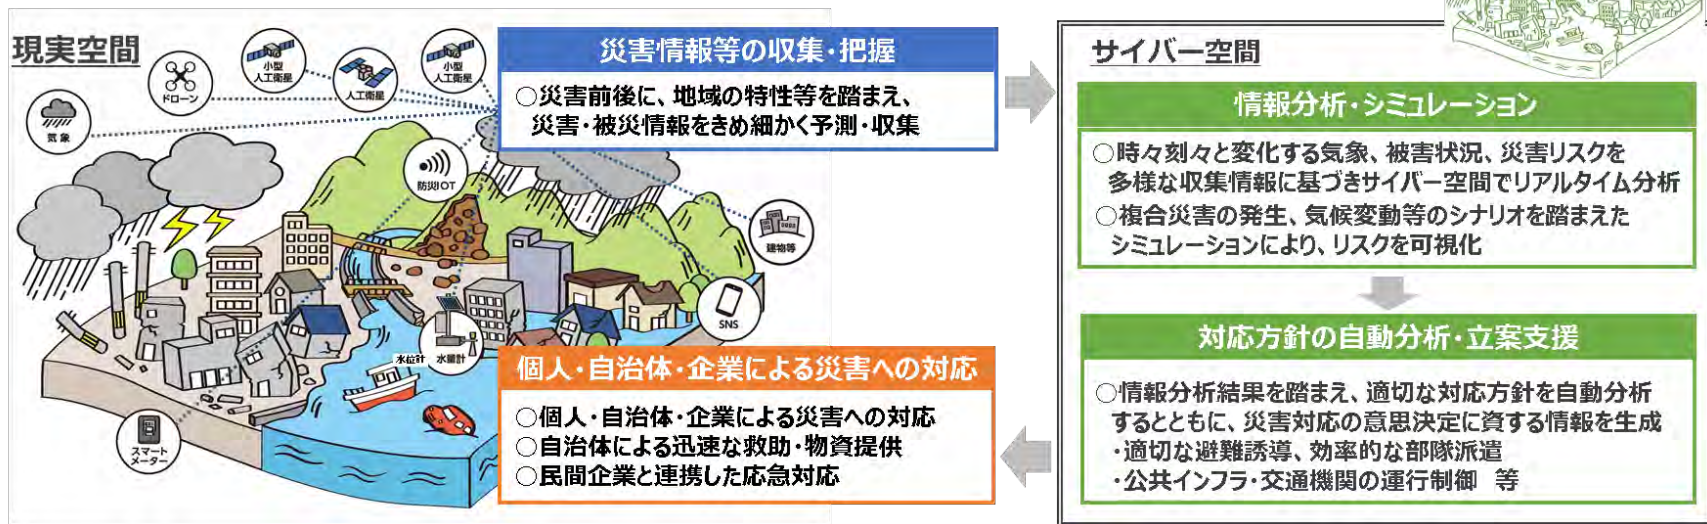 現実空間
気象
ドローン
小型
人工衛星
人工衛星
小型
人工衛星
防災IOT
建物等
SNS
水位計
水量計
スマート
メーター
災害情報等の収集・把握
○災害前後に、地域の特性等を踏まえ、
災害・被災情報をきめ細かく予測・収集
サイバー空間
情報分析・シミュレーション
○時々刻々と変化する気象、被害状況、災害リスクを
多様な収集情報に基づきサイバー空間でリアルタイム分析
○複合災害の発生、気候変動等のシナリオを踏まえた
シミュレーションにより、リスクを可視化
対応方針の自動分析・立案支援
○情報分析結果を踏まえ、適切な対応方針を自動分析
するとともに、災害対応の意思決定に資する情報を生成
・適切な避難誘導、効率的な部隊派遣
・公共インフラ・交通機関の運行制御 等
個人・自治体・企業による災害への対応
○個人・自治体・企業による災害への対応
○自治体による迅速な救助・物資提供
○民間企業と連携した応急対応